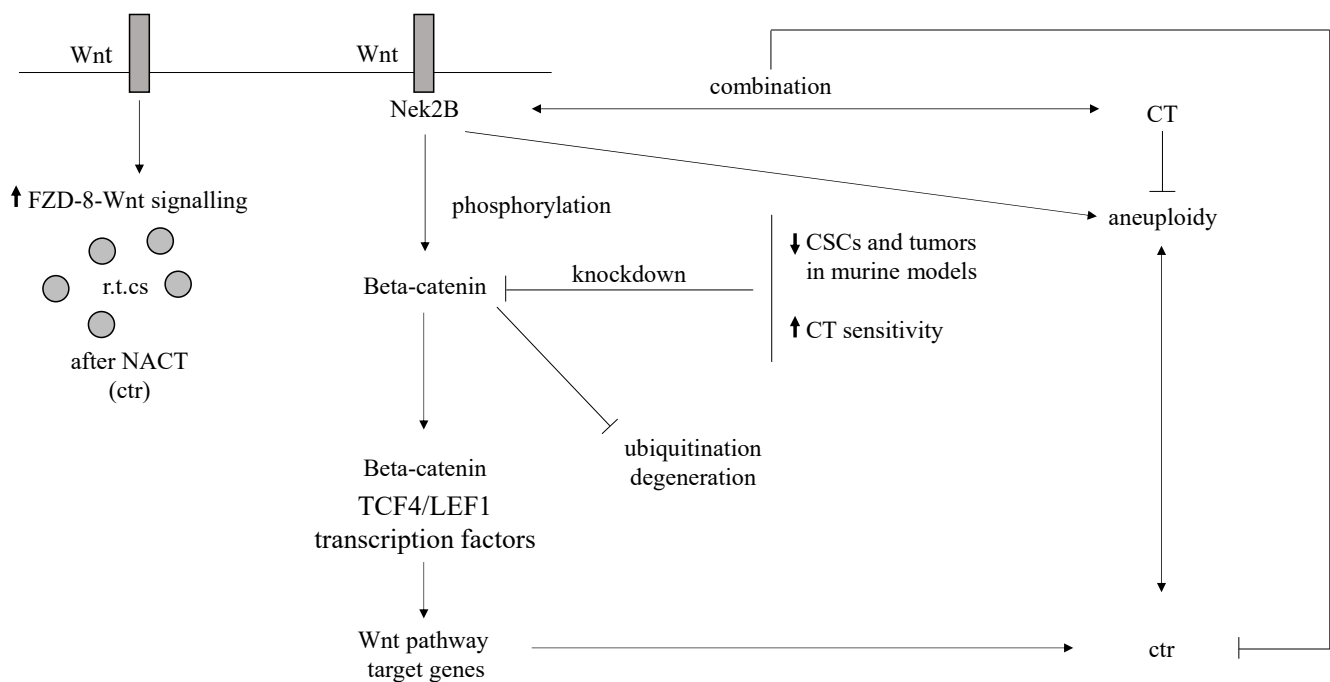 Wnt
Wnt
combination
Nek2B
CT
FZD-8-Wnt signalling
phosphorylation
aneuploidy
CSCs and tumors
in murine models
knockdown
Beta-catenin
r.t.cs
CT sensitivity
after NACT
(ctr)
ubiquitination
degeneration
Beta-catenin
TCF4/LEF1
transcription factors
Wnt pathway
target genes
ctr